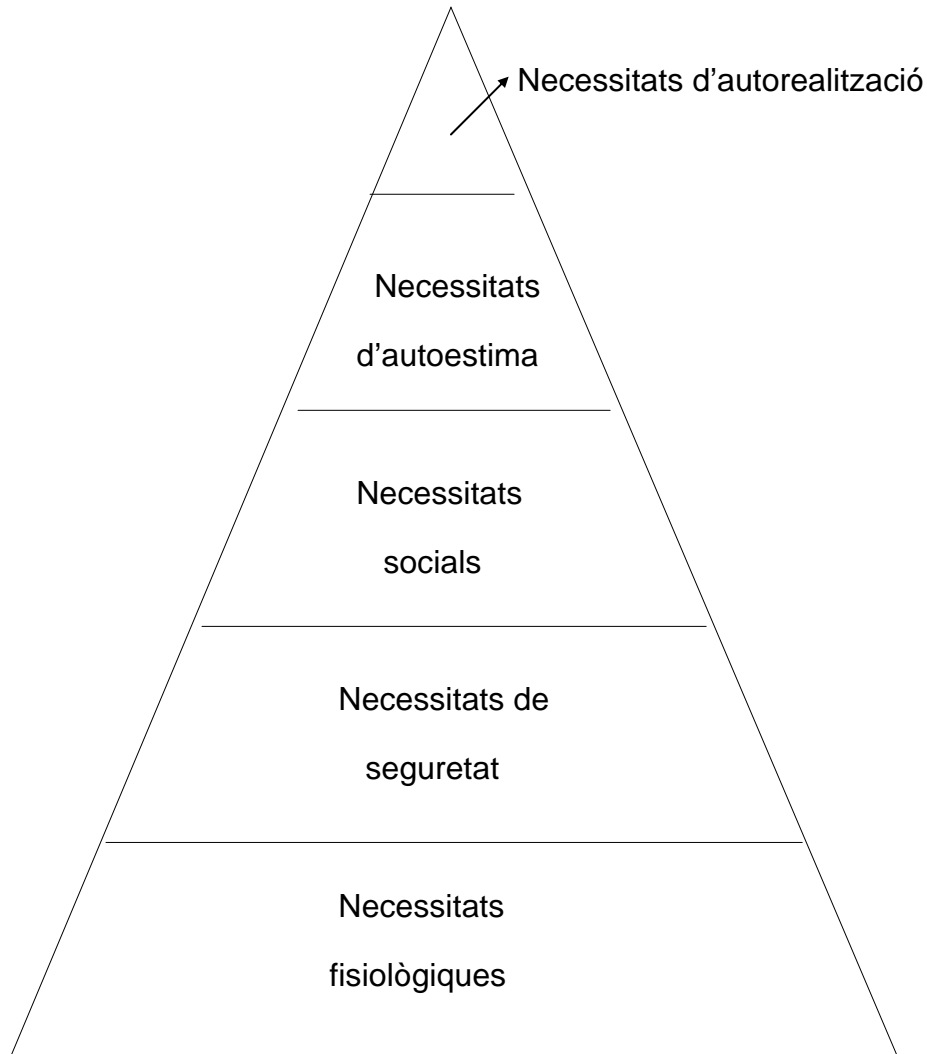 Necessitats d’autorealització
Necessitats
d’autoestima
Necessitats
socials
Necessitats de
seguretat
Necessitats
fisiològiques